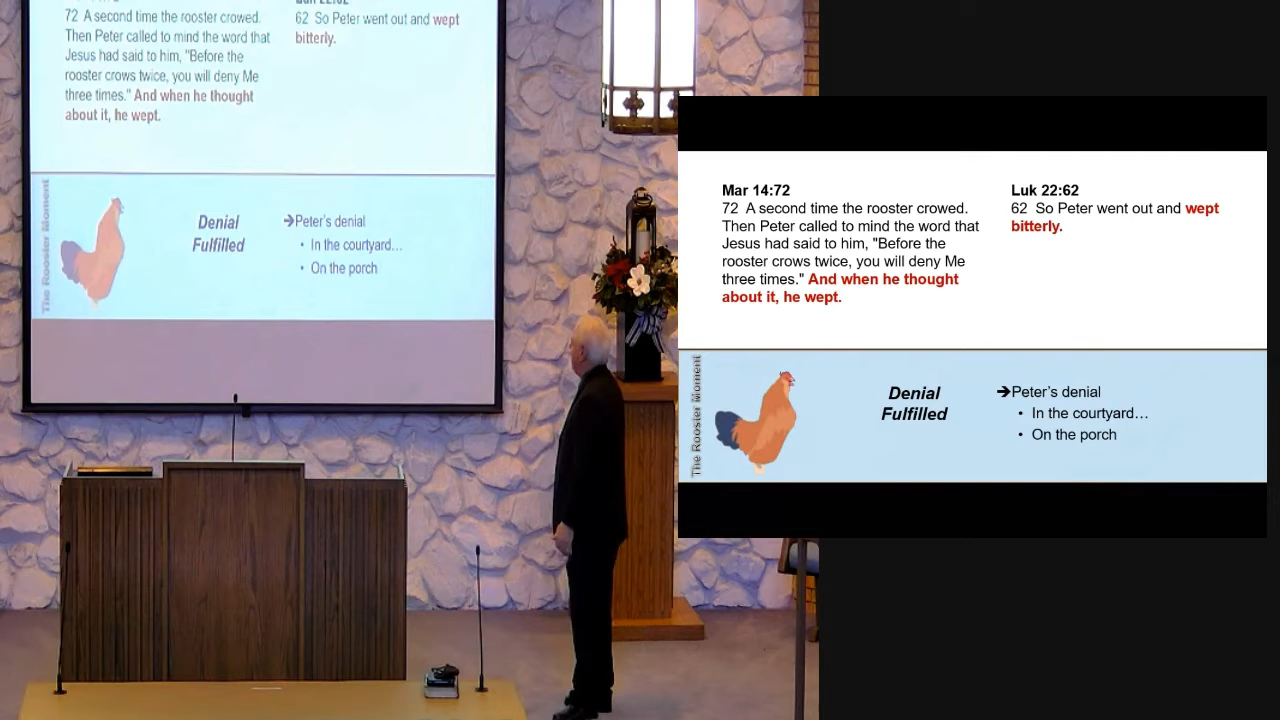 72 A second time the rooster crowed.
Then Peter called to mind the word that
Jesus had said to him, "Before the
rooster crows twice, you will deny Me
three times." And when he thought
about it, he wept.
62 So Peter went out and wept
bitterly.
The Rooster Moment
Denial
Fulfilled
➔Peter's denial
• In the courtyard…
• On the porch
Mar 14:72
72 A second time the rooster crowed.
Then Peter called to mind the word that
Jesus had said to him, "Before the
rooster crows twice, you will deny Me
three times." And when he thought
about it, he wept.
Luk 22:62
62 So Peter went out and wept
bitterly.
The Rooster Moment
Denial
Fulfilled
➔Peter's denial
• In the courtyard…
• On the porch